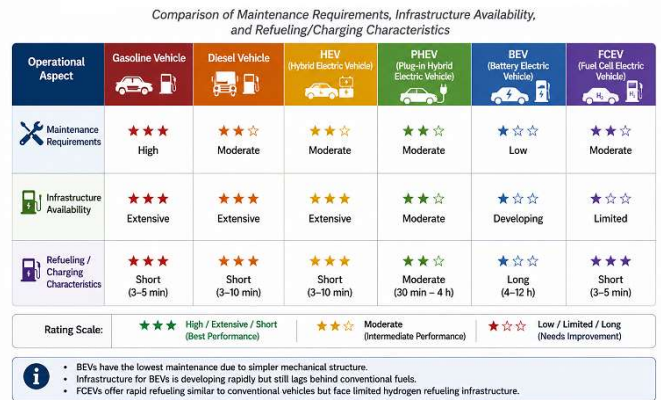 Comparison of Maintenance Requirements, Infrastructure Availability,
and Refueling/Charging Characteristics
Operational
Aspect
Gasoline Vehicle
Diesel Vehicle
HEV
(Hybrid Electric Vehicle)
PHEV
(Plug-in Hybrid
Electric Vehicle)
BEV
(Battery Electric
Vehicle)
FCEV
(Fuel Cell Electric
Vehicle)
H₂
H₂
Maintenance
Requirements
★★★
High
★★☆
Moderate
★★☆
Moderate
★★☆
Moderate
★☆☆
Low
★★☆
Moderate
Infrastructure
Availability
★★★
Extensive
★★★
Extensive
★★★
Extensive
★★☆
Moderate
★☆☆
Developing
★☆☆
Limited
Refueling /
Charging
Characteristics
★★★
Short
(3–5 min)
★★★
Short
(3–10 min)
★★★
Short
(3–10 min)
★★☆
Moderate
(30 min – 4 h)
★☆☆
Long
(4–12 h)
★★★
Short
(3–5 min)
Rating Scale:
★★★ High / Extensive / Short
(Best Performance)
★★☆ Moderate
(Intermediate Performance)
★☆☆ Low / Limited / Long
(Needs Improvement)
• BEVs have the lowest maintenance due to simpler mechanical structure.
• Infrastructure for BEVs is developing rapidly but still lags behind conventional fuels.
• FCEVs offer rapid refueling similar to conventional vehicles but face limited hydrogen refueling infrastructure.